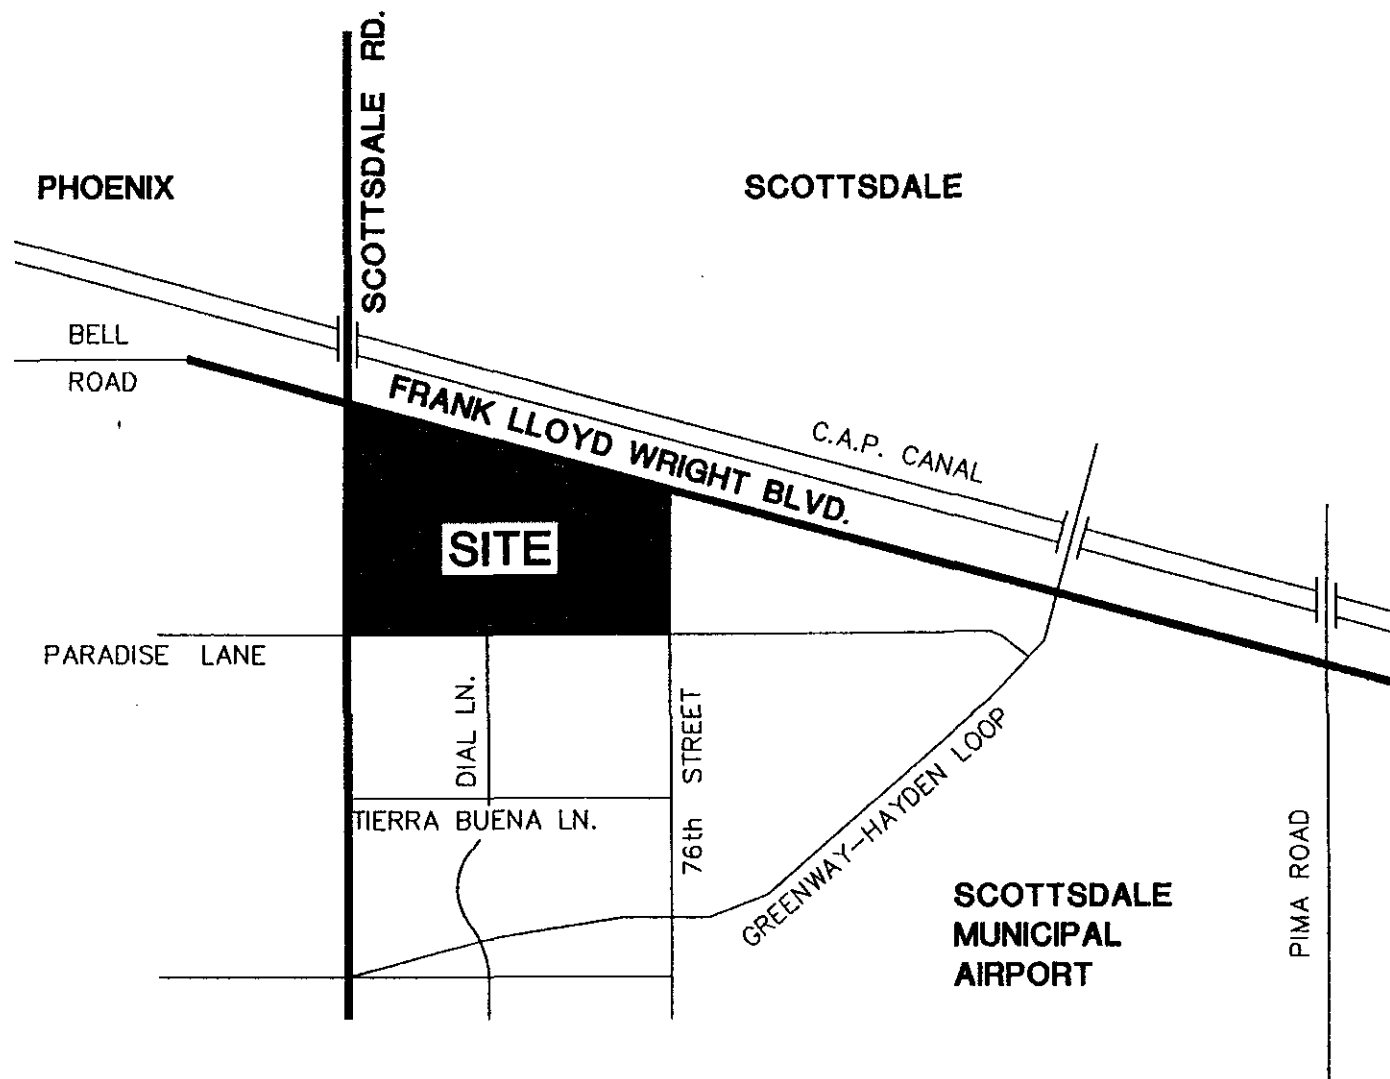 SCOTTSDALE RD.
PHOENIX
SCOTTSDALE
BELL
ROAD
FRANK LLOYD WRIGHT BLVD.
C.A.P. CANAL
SITE
PARADISE LANE
DIAL LN.
76th STREET
TIERRA BUENA LN.
GREENWAY-HAYDEN LOOP
SCOTTSDALE
MUNICIPAL
AIRPORT
PIMA ROAD